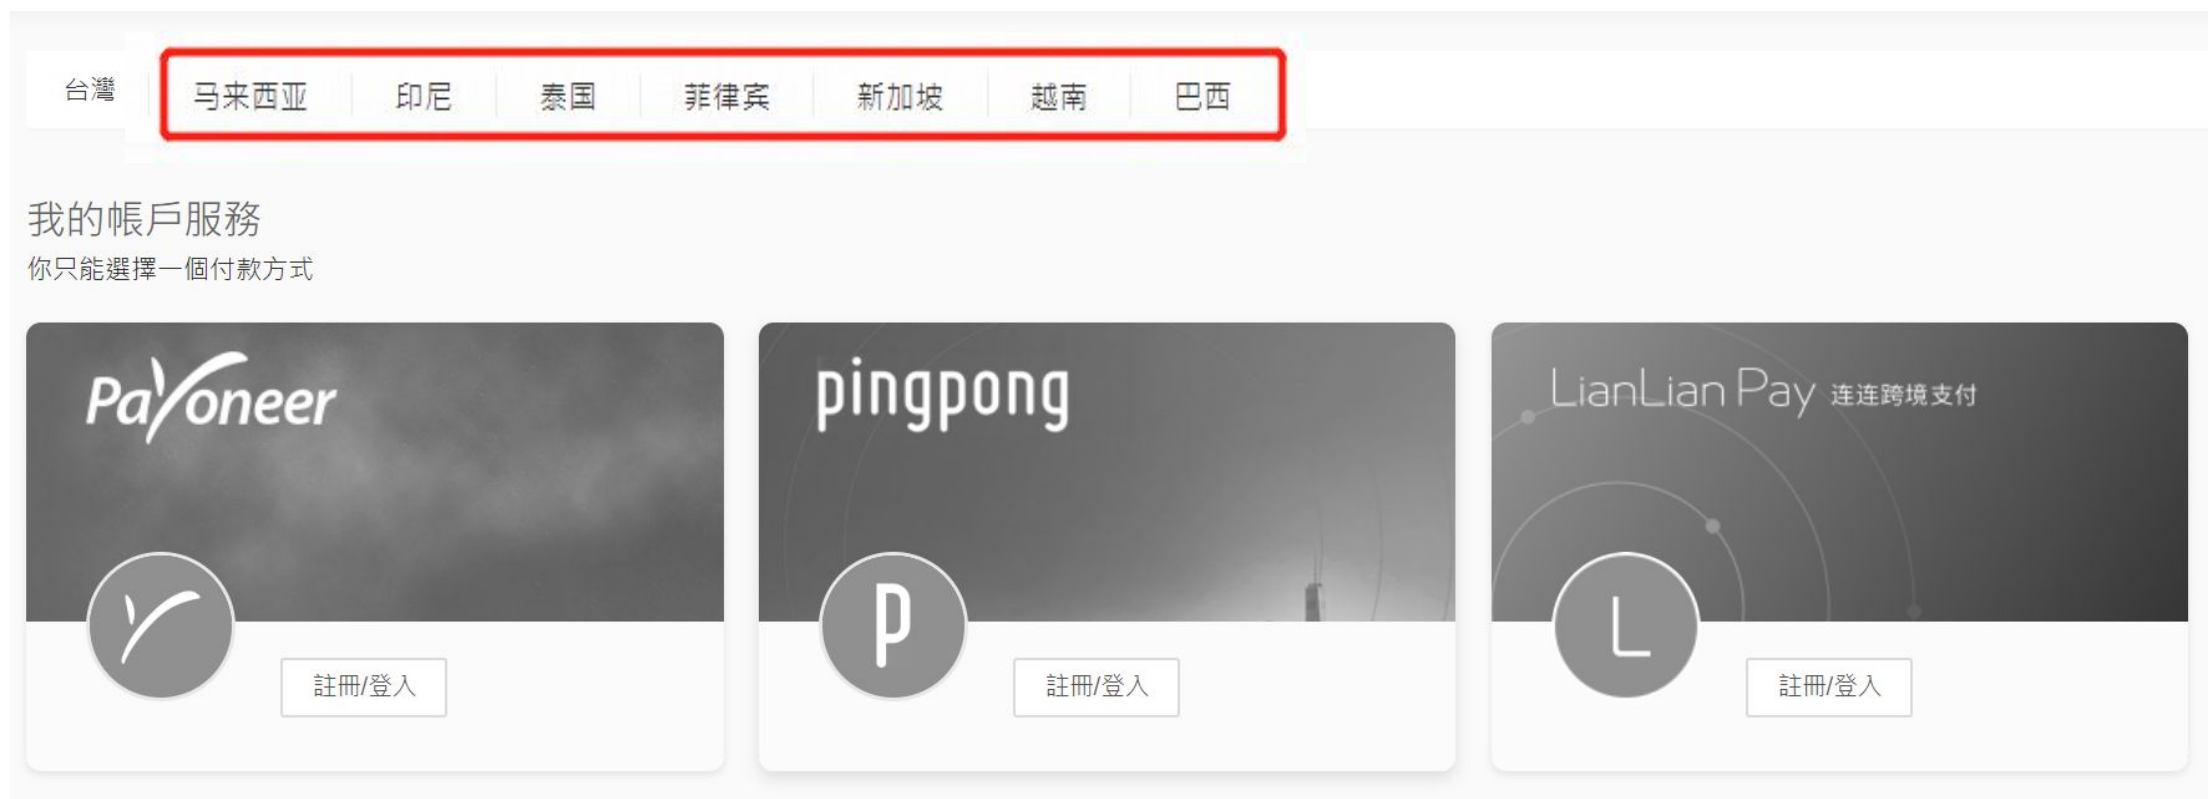 台灣 马来西亚 印尼 泰国 菲律宾 新加坡 越南 巴西
我的帳戶服務
你只能選擇一個付款方式
Payoneer pingpong LianLian Pay 连连跨境支付
P L
註冊/登入 註冊/登入 註冊/登入